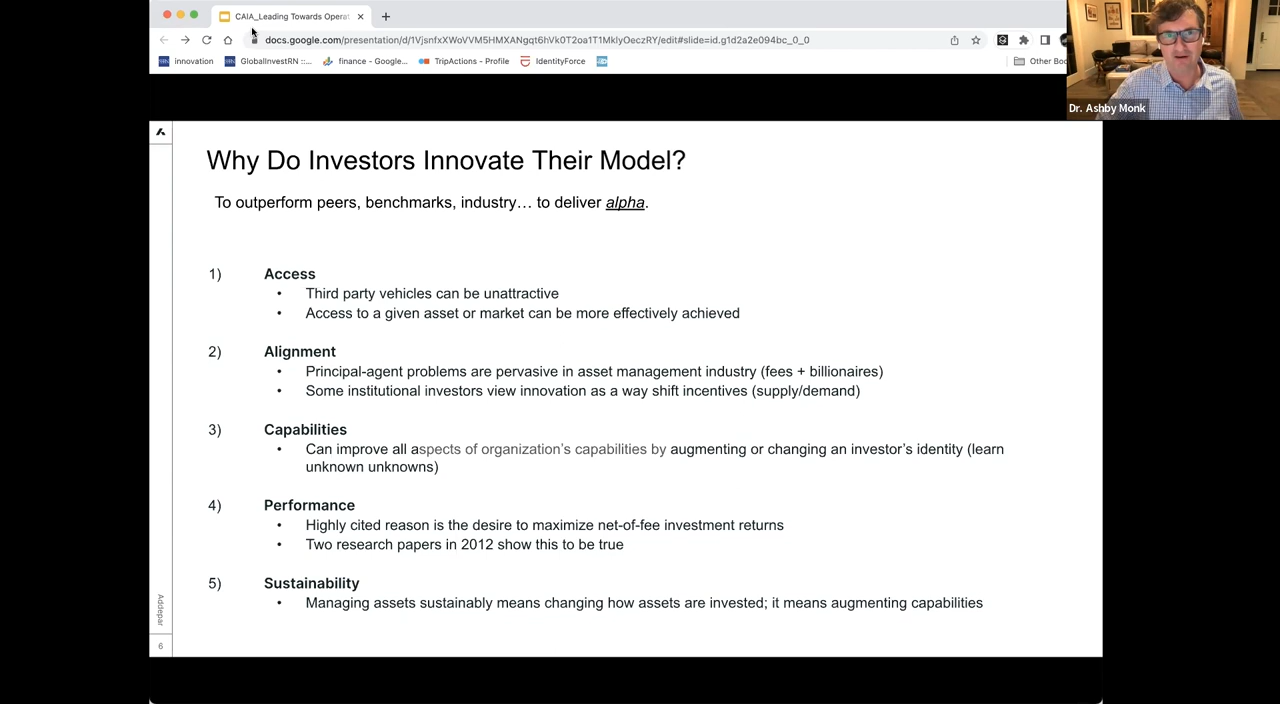 CAIA_Leading Towards Operat
docs.google.com/presentation/d/1VjsnfxXWoVVM5HMXANgqt6hVk0T2oa1T1MklyOeczRY/edit#slide=id.g1d2a2e094bc_0_0
innovation
GlobalInvestRN ::...
finance - Google...
TripActions - Profile
IdentityForce
Other Boo
Dr. Ashby Monk
Why Do Investors Innovate Their Model?
To outperform peers, benchmarks, industry… to deliver alpha.
1) Access
• Third party vehicles can be unattractive
• Access to a given asset or market can be more effectively achieved
2) Alignment
• Principal-agent problems are pervasive in asset management industry (fees + billionaires)
• Some institutional investors view innovation as a way shift incentives (supply/demand)
3) Capabilities
• Can improve all aspects of organization's capabilities by augmenting or changing an investor's identity (learn
unknown unknowns)
4) Performance
• Highly cited reason is the desire to maximize net-of-fee investment returns
• Two research papers in 2012 show this to be true
5) Sustainability
• Managing assets sustainably means changing how assets are invested; it means augmenting capabilities
Addepar
6